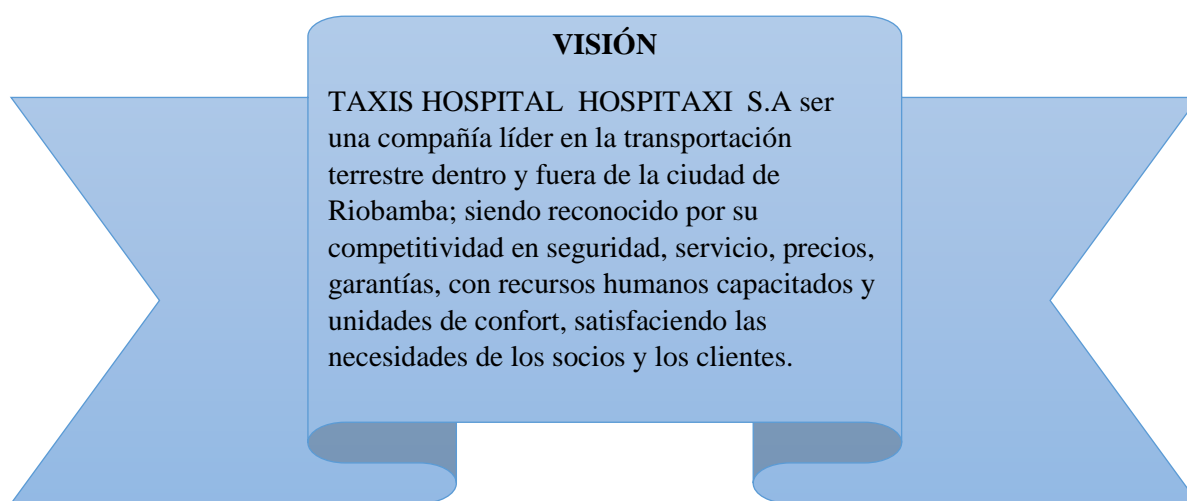 VISIÓN
TAXIS HOSPITAL  HOSPITAXI  S.A ser
una compañía líder en la transportación
terrestre dentro y fuera de la ciudad de
Riobamba; siendo reconocido por su
competitividad en seguridad, servicio, precios,
garantías, con recursos humanos capacitados y
unidades de confort, satisfaciendo las
necesidades de los socios y los clientes.